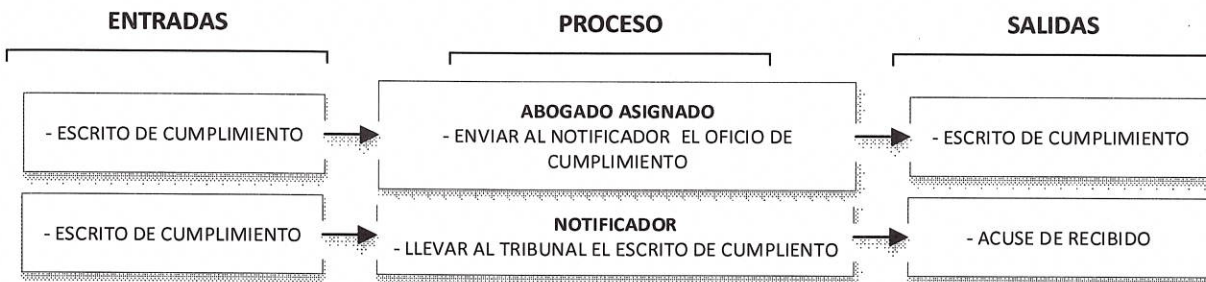 ENTRADAS
PROCESO
SALIDAS
- ESCRITO DE CUMPLIMIENTO
ABOGADO ASIGNADO
- ENVIAR AL NOTIFICADOR EL OFICIO DE
CUMPLIMIENTO
- ESCRITO DE CUMPLIMIENTO
- ESCRITO DE CUMPLIMIENTO
NOTIFICADOR
- LLEVAR AL TRIBUNAL EL ESCRITO DE CUMPLIENTO
- ACUSE DE RECIBIDO